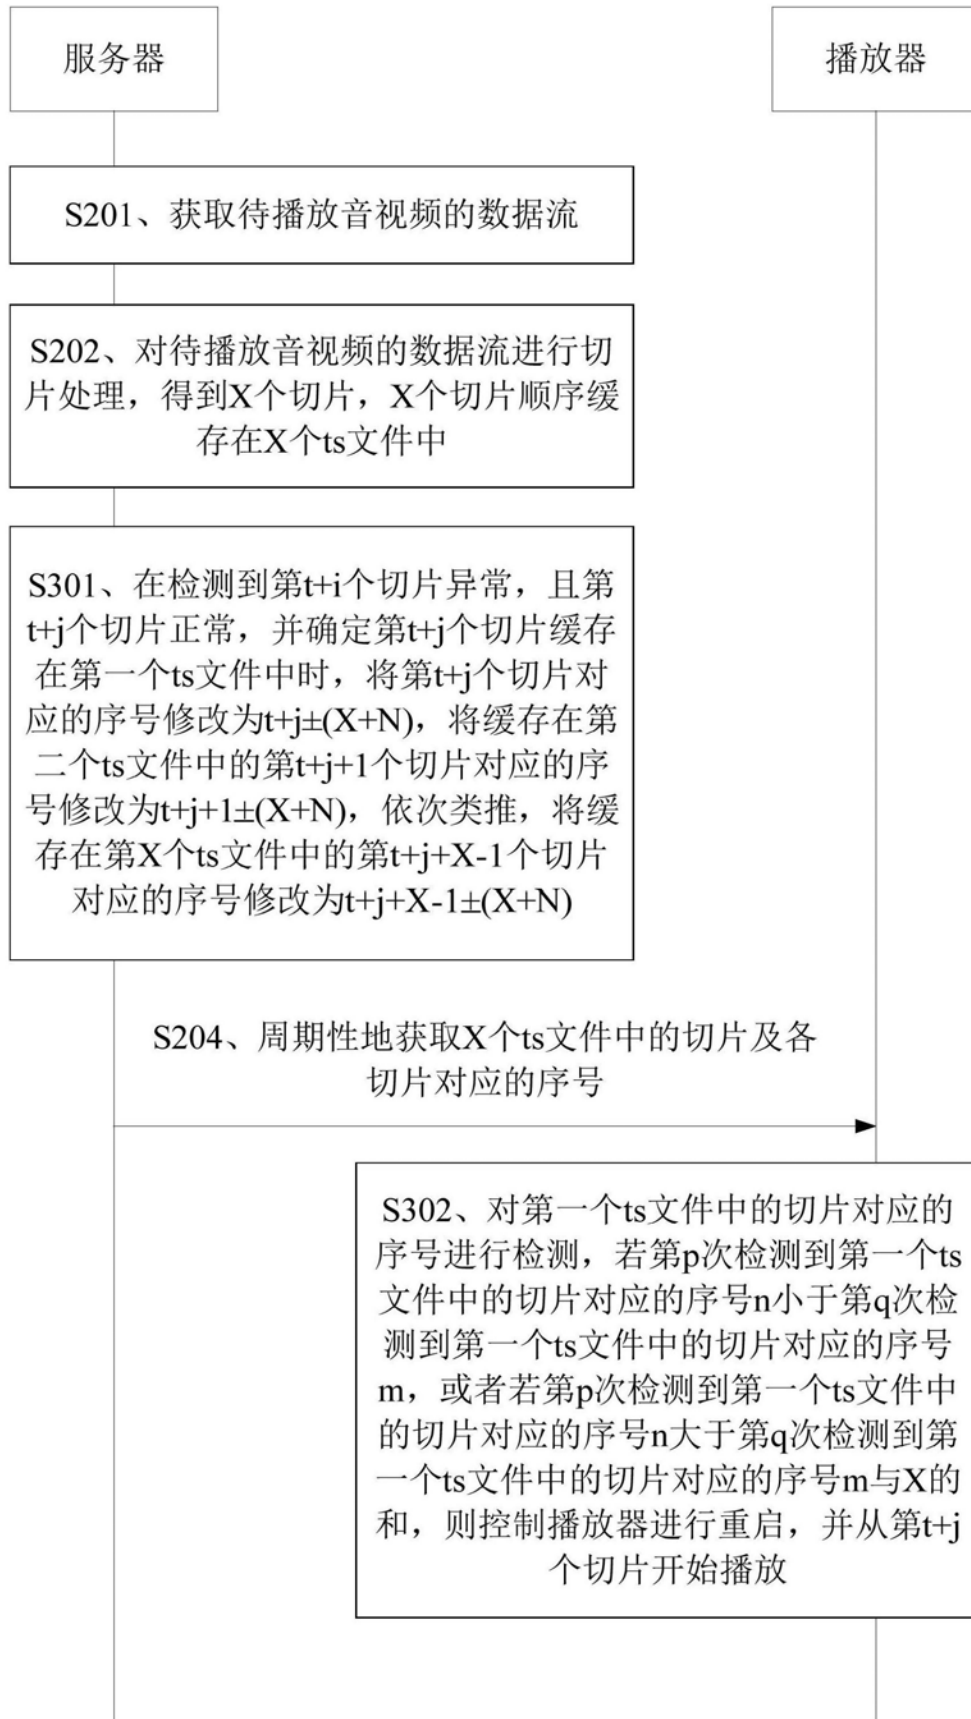 服务器
播放器
S201、获取待播放音视频的数据流
S202、对待播放音视频的数据流进行切
片处理，得到X个切片，X个切片顺序缓
存在X个ts文件中
S301、在检测到第t+i个切片异常，且第
t+j个切片正常，并确定第t+j个切片缓存
在第一个ts文件中时，将第t+j个切片对
应的序号修改为t+j±(X+N)，将缓存在第
二个ts文件中的第t+j+1个切片对应的序
号修改为t+j+1±(X+N)，依次类推，将缓
存在第X个ts文件中的第t+j+X-1个切片
对应的序号修改为t+j+X-1±(X+N)
S204、周期性地获取X个ts文件中的切片及各
切片对应的序号
S302、对第一个ts文件中的切片对应的
序号进行检测，若第p次检测到第一个ts
文件中的切片对应的序号n小于第q次检
测到第一个ts文件中的切片对应的序号
m，或者若第p次检测到第一个ts文件中
的切片对应的序号n大于第q次检测到第
一个ts文件中的切片对应的序号m与X的
和，则控制播放器进行重启，并从第t+j
个切片开始播放